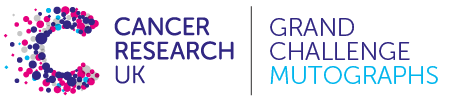 CANCER
RESEARCH
UK
GRAND
CHALLENGE
MUTOGRAPHS